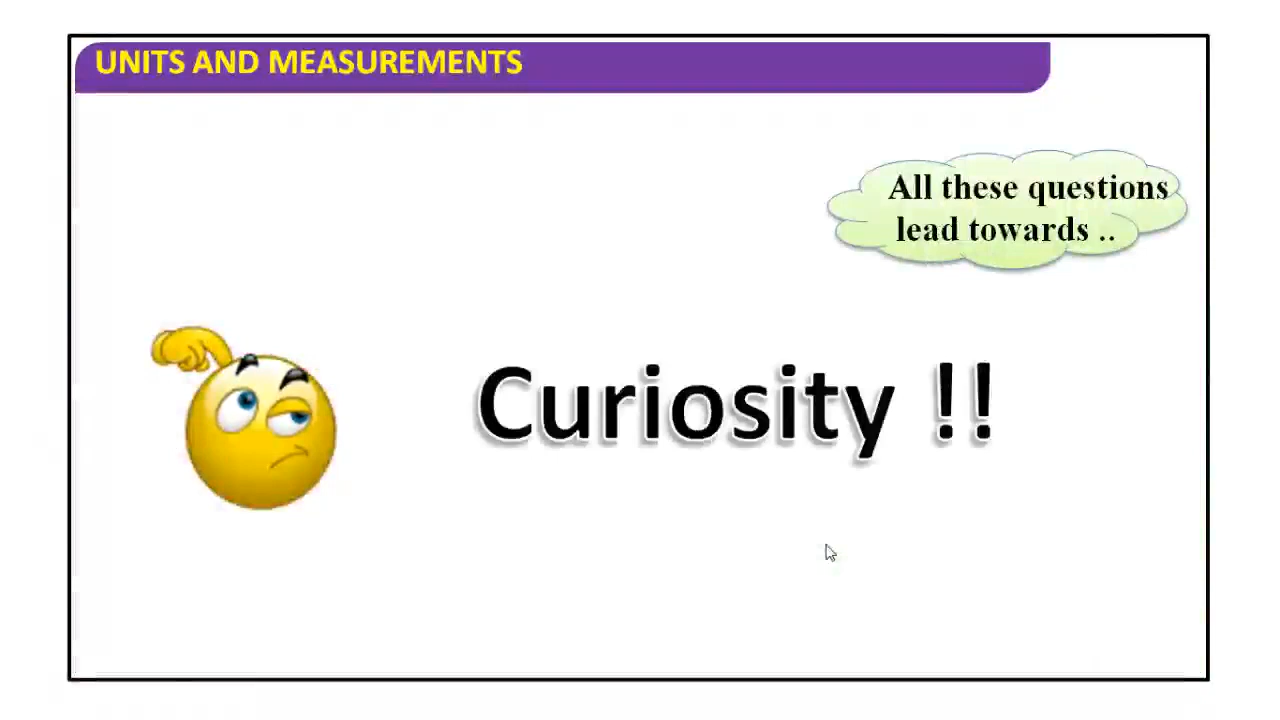 UNITS AND MEASUREMENTS
All these questions
lead towards ..
Curiosity !!